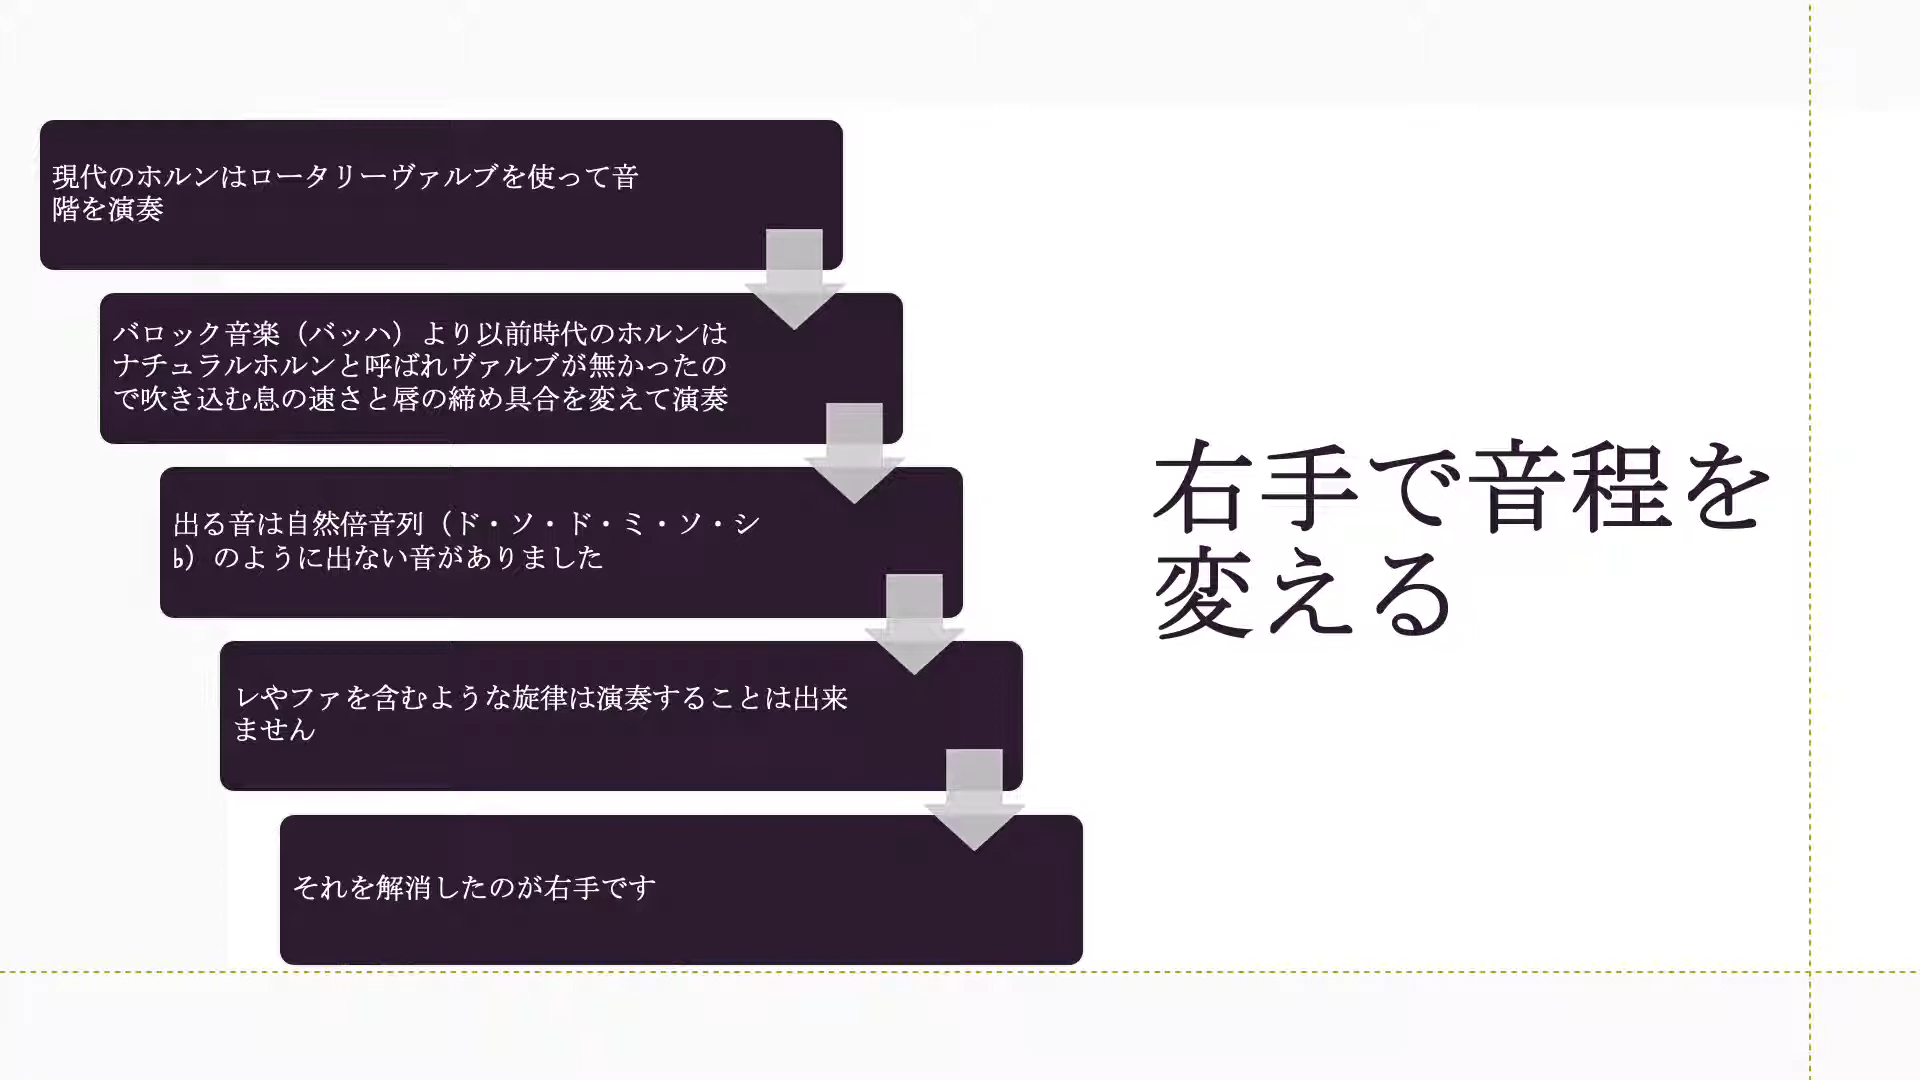 現代のホルンはロータリーヴァルブを使って音
階を演奏
バロック音楽（バッハ）より以前時代のホルンは
ナチュラルホルンと呼ばれヴァルブが無かったの
で吹き込む息の速さと唇の締め具合を変えて演奏
出る音は自然倍音列（ド・ソ・ド・ミ・ソ・シ
♭）のように出ない音がありました
レやファを含むような旋律は演奏することは出来
ません
それを解消したのが右手です
右手で音程を
変える